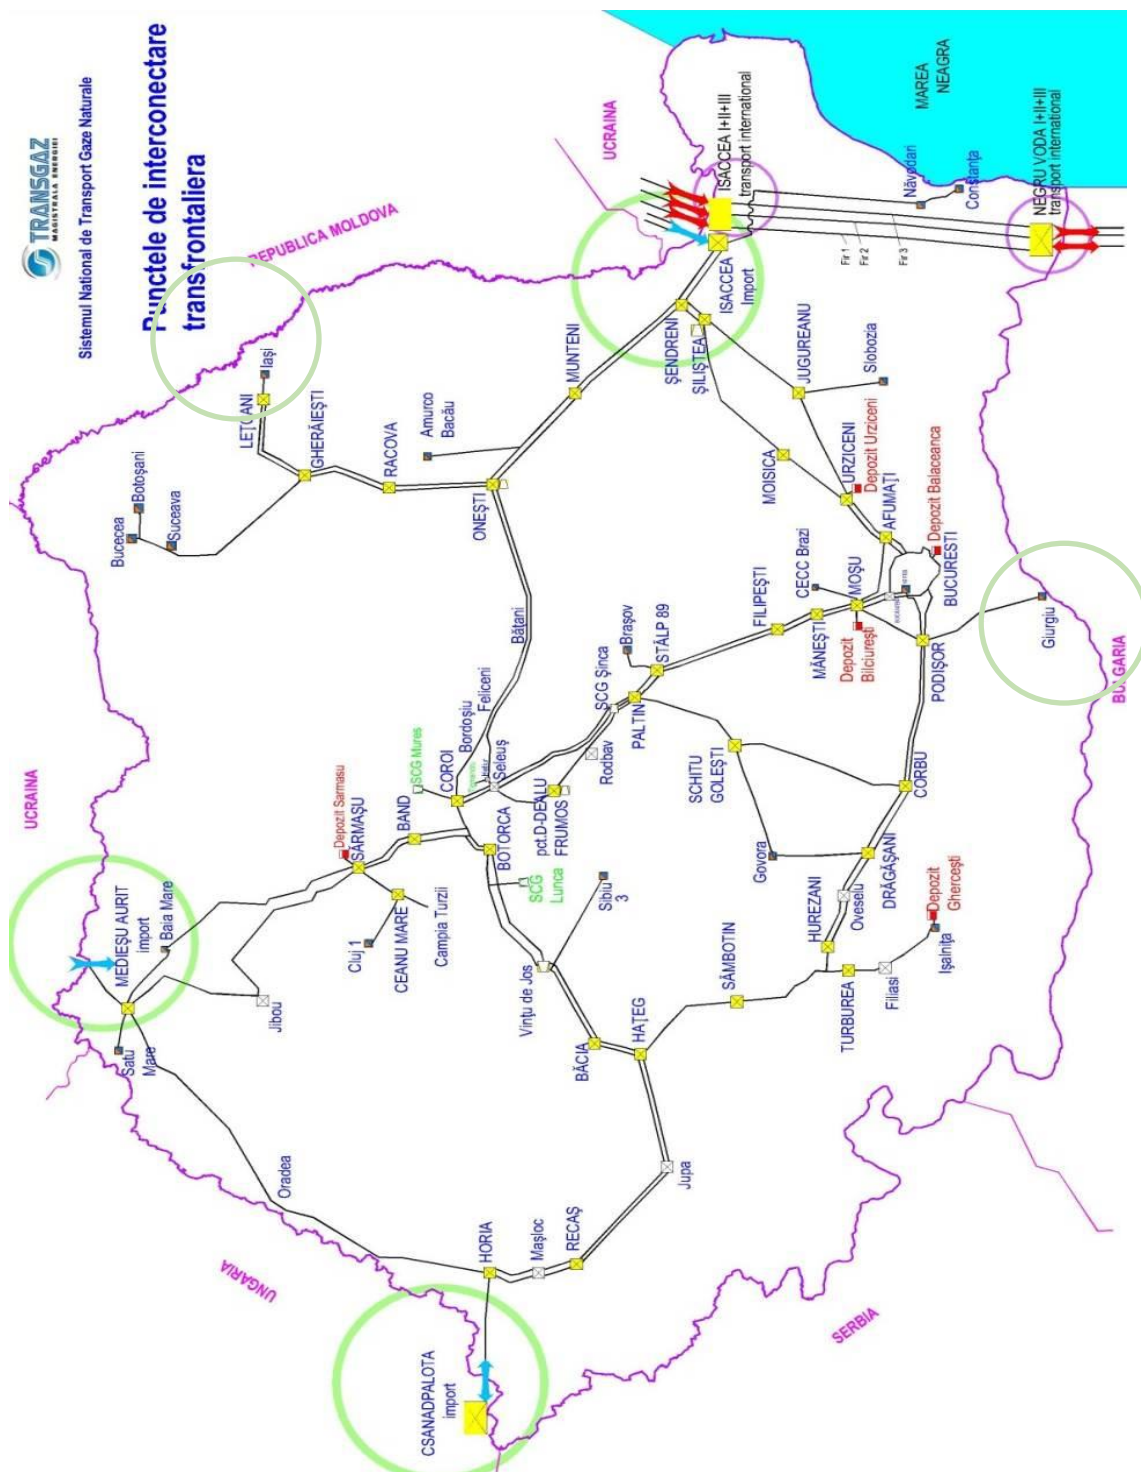 TRANSGAZ
MAGISTRALA ENERGIEI
Sistemul National de Transport Gaze Naturale
Punctele de interconectare
transfrontaliera
UCRAINA
REPUBLICA MOLDOVA
UCRAINA
MAREA
NEAGRA
ISACCEA I+II+III
transport international
NEGRU VODA I+II+III
transport international
Năvodari
Constanța
Fir 1
Fir 2
Fir 3
ISACCEA
Import
ȘENDRENI
ȘILIȘTEA
JUGUREANU
Slobozia
MUNTENI
Iași
LEȚCANI
GHERĂIEȘTI
RACOVA
Amurco
Bacău
ONEȘTI
Botoșani
Bucecea
Suceava
MOISICA
URZICENI
Depozit Urziceni
AFUMAȚI
Depozit Balaceanca
BUCURESTI
CECC Brazi
MOȘU
FILIPEȘTI
MĂNEȘTI
Depozit
Bilciurești
Giurgiu
BULGARIA
PODIȘOR
Bățani
Brașov
STÂLP 89
SCG Șinca
PALTIN
Rodbav
Feliceni
Bordoșiu
Seleuș
SCG Mures
COROI
pct.D-DEALU
FRUMOS
SCHITU
GOLEȘTI
CORBU
Govora
DRĂGĂȘANI
Oveselu
HUREZANI
Depozit
Ghercești
Ișalnița
Filiasi
TURBUREA
SÂMBOTIN
BAND
BOTORCA
SCG
Lunca
Sibiu
3
Depozit Sarmasu
SĂRMAȘU
Cluj 1
CEANU MARE
Campia Turzii
Vințu de Jos
BĂCIA
HAȚEG
MEDIEȘU AURIT
import
Baia Mare
Jibou
Satu
Mare
Oradea
UNGARIA
HORIA
Mașloc
RECAȘ
Jupa
SERBIA
CSANADPALOTA
import